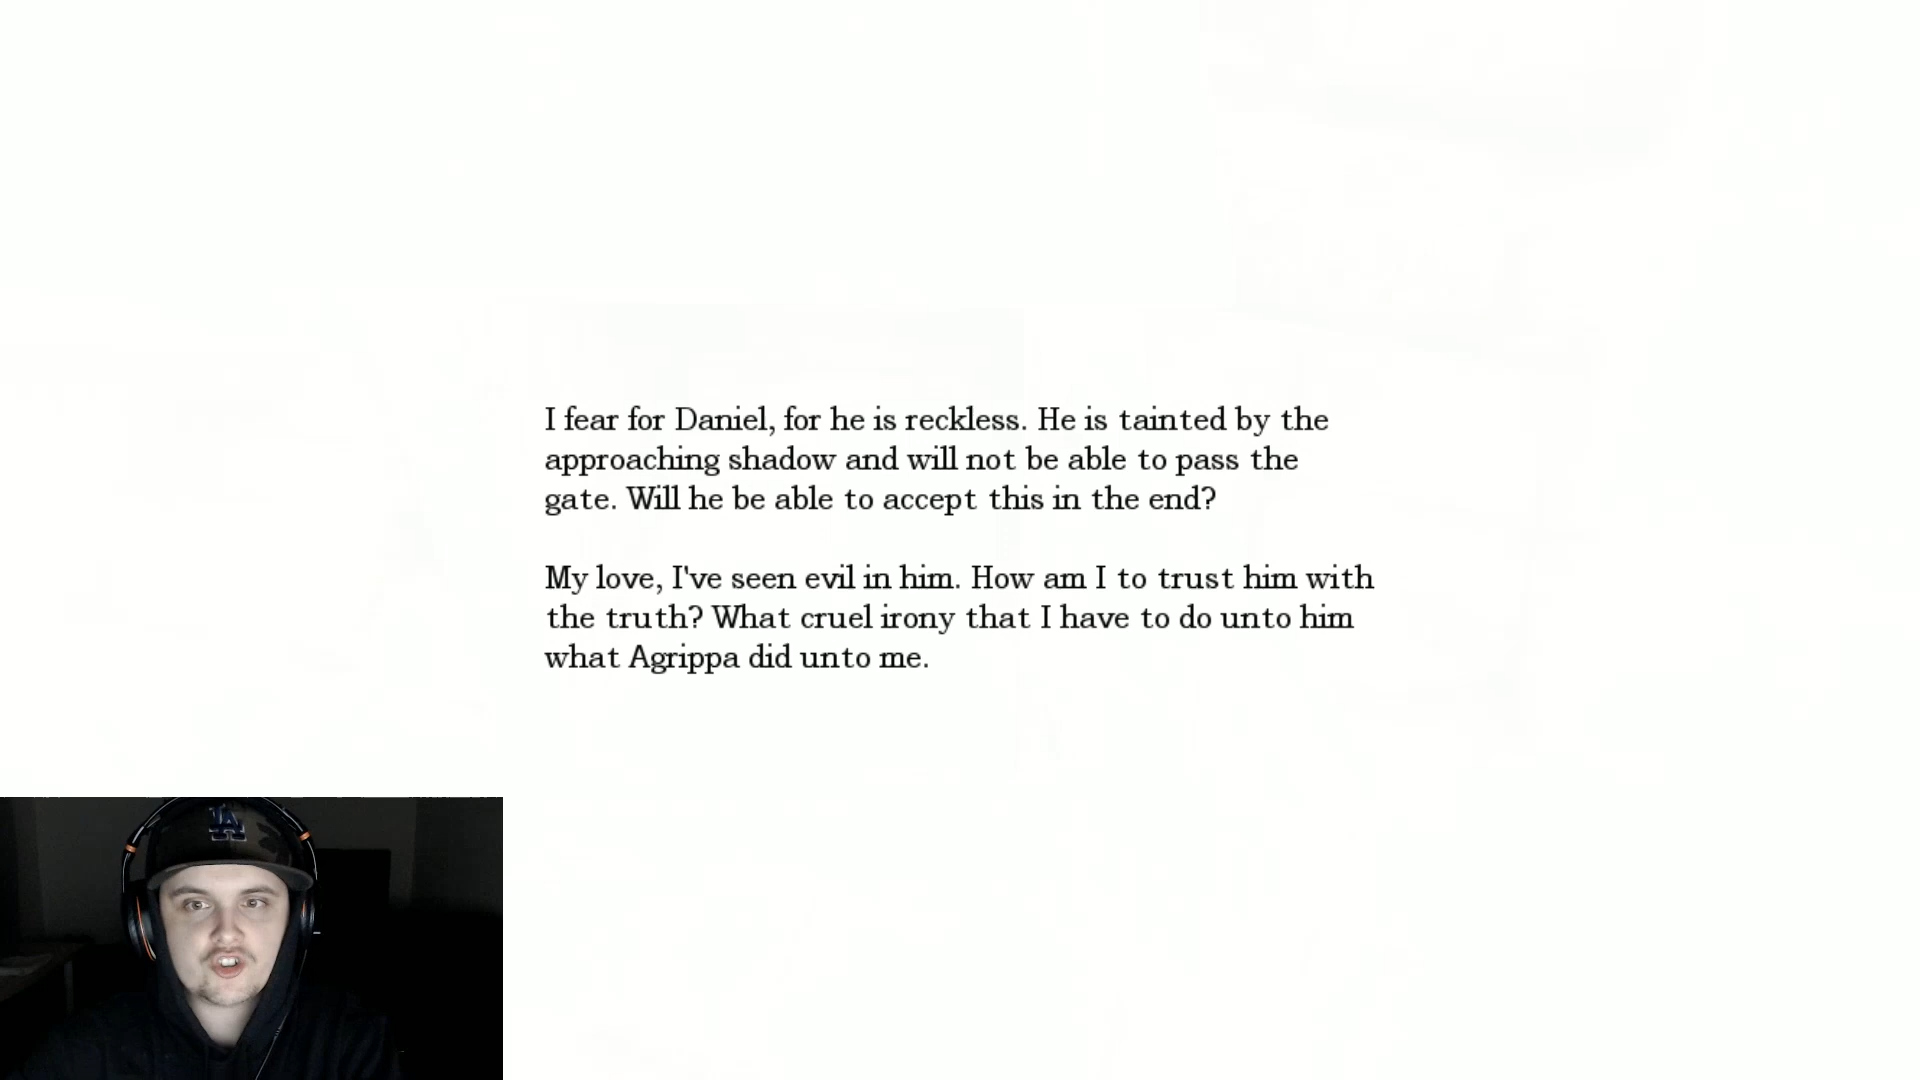 I fear for Daniel, for he is reckless. He is tainted by the
approaching shadow and will not be able to pass the
gate. Will he be able to accept this in the end?
My love, I've seen evil in him. How am I to trust him with
the truth? What cruel irony that I have to do unto him
what Agrippa did unto me.
LA